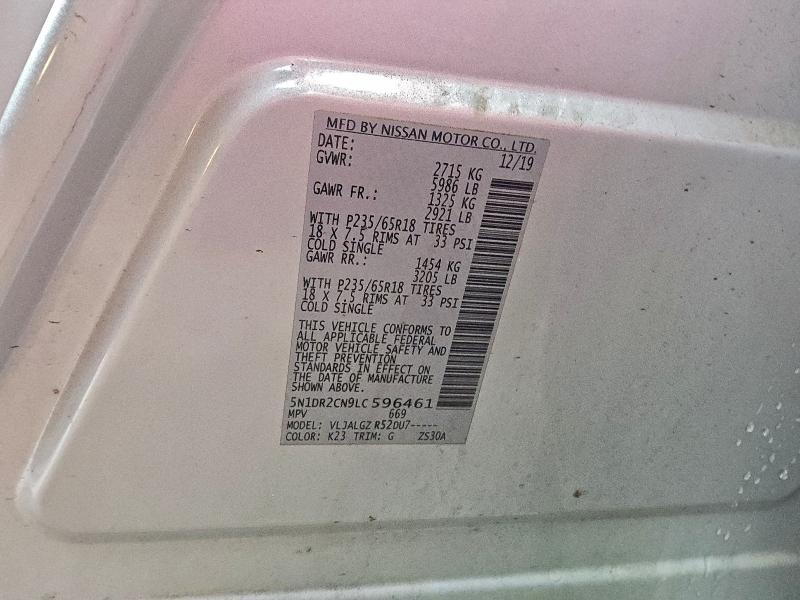 MFD BY NISSAN MOTOR CO., LTD.
DATE: 12/19
GVWR: 2715 KG
5986 LB
GAWR FR.: 1325 KG
2921 LB
WITH P235/65R18 TIRES
18 X 7.5 RIMS AT 33 PSI
COLD SINGLE
GAWR RR.: 1454 KG
3205 LB
WITH P235/65R18 TIRES
18 X 7.5 RIMS AT 33 PSI
COLD SINGLE
THIS VEHICLE CONFORMS TO
ALL APPLICABLE FEDERAL
MOTOR VEHICLE SAFETY AND
THEFT PREVENTION
STANDARDS IN EFFECT ON
THE DATE OF MANUFACTURE
SHOWN ABOVE.
5N1DR2CN9LC596461
MPV 669
MODEL: VLJALGZ R52DU7-----
COLOR: K23 TRIM: G ZS30A